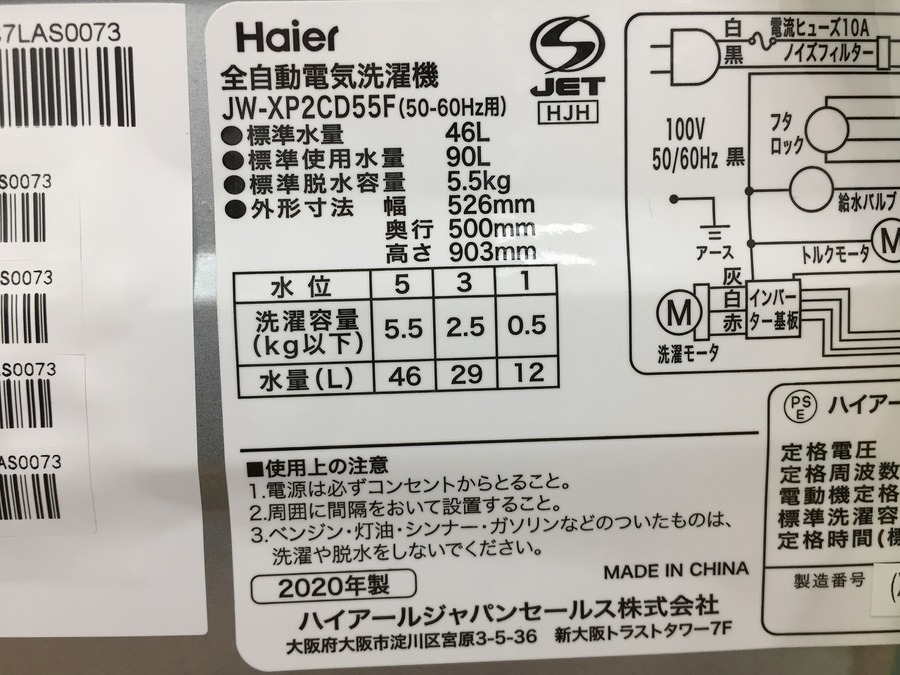 7LAS0073
S0073
AS0073
AS0073
AS0073
Haier
全自動電気洗濯機
JW-XP2CD55F(50-60Hz用)
●標準水量 46L
●標準使用水量 90L
●標準脱水容量 5.5kg
●外形寸法 幅 526mm
奥行 500mm
高さ 903mm
水位 5 3 1
洗濯容量(kg以下) 5.5 2.5 0.5
水量(L) 46 29 12
S
JET
HJH
白
黒
電流ヒューズ10A
ノイズフィルター
100V
50/60Hz
黒
フタ
ロック
給水バルブ
アース
トルクモータ
M
灰
白
赤
M
インバー
ター基板
洗濯モータ
■使用上の注意
1.電源は必ずコンセントからとること。
2.周囲に間隔をおいて設置すること。
3.ベンジン・灯油・シンナー・ガソリンなどのついたものは、
洗濯や脱水をしないでください。
2020年製
MADE IN CHINA
ハイアールジャパンセールス株式会社
大阪府大阪市淀川区宮原3-5-36 新大阪トラストタワー7F
PS
E
ハイアー
定格電圧
定格周波数
電動機定格
標準洗濯容
定格時間(標
製造番号